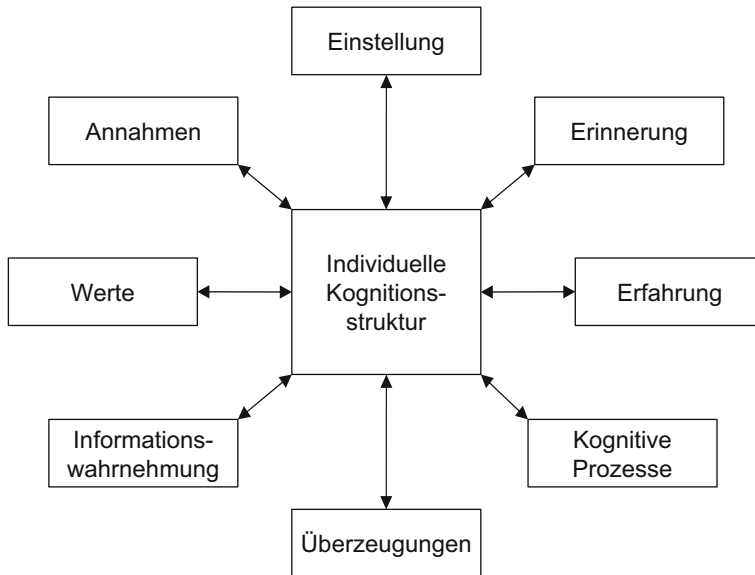 Einstellung
Annahmen
Erinnerung
Individuelle
Kognitions-
struktur
Werte
Erfahrung
Informations-
wahrnehmung
Kognitive
Prozesse
Überzeugungen